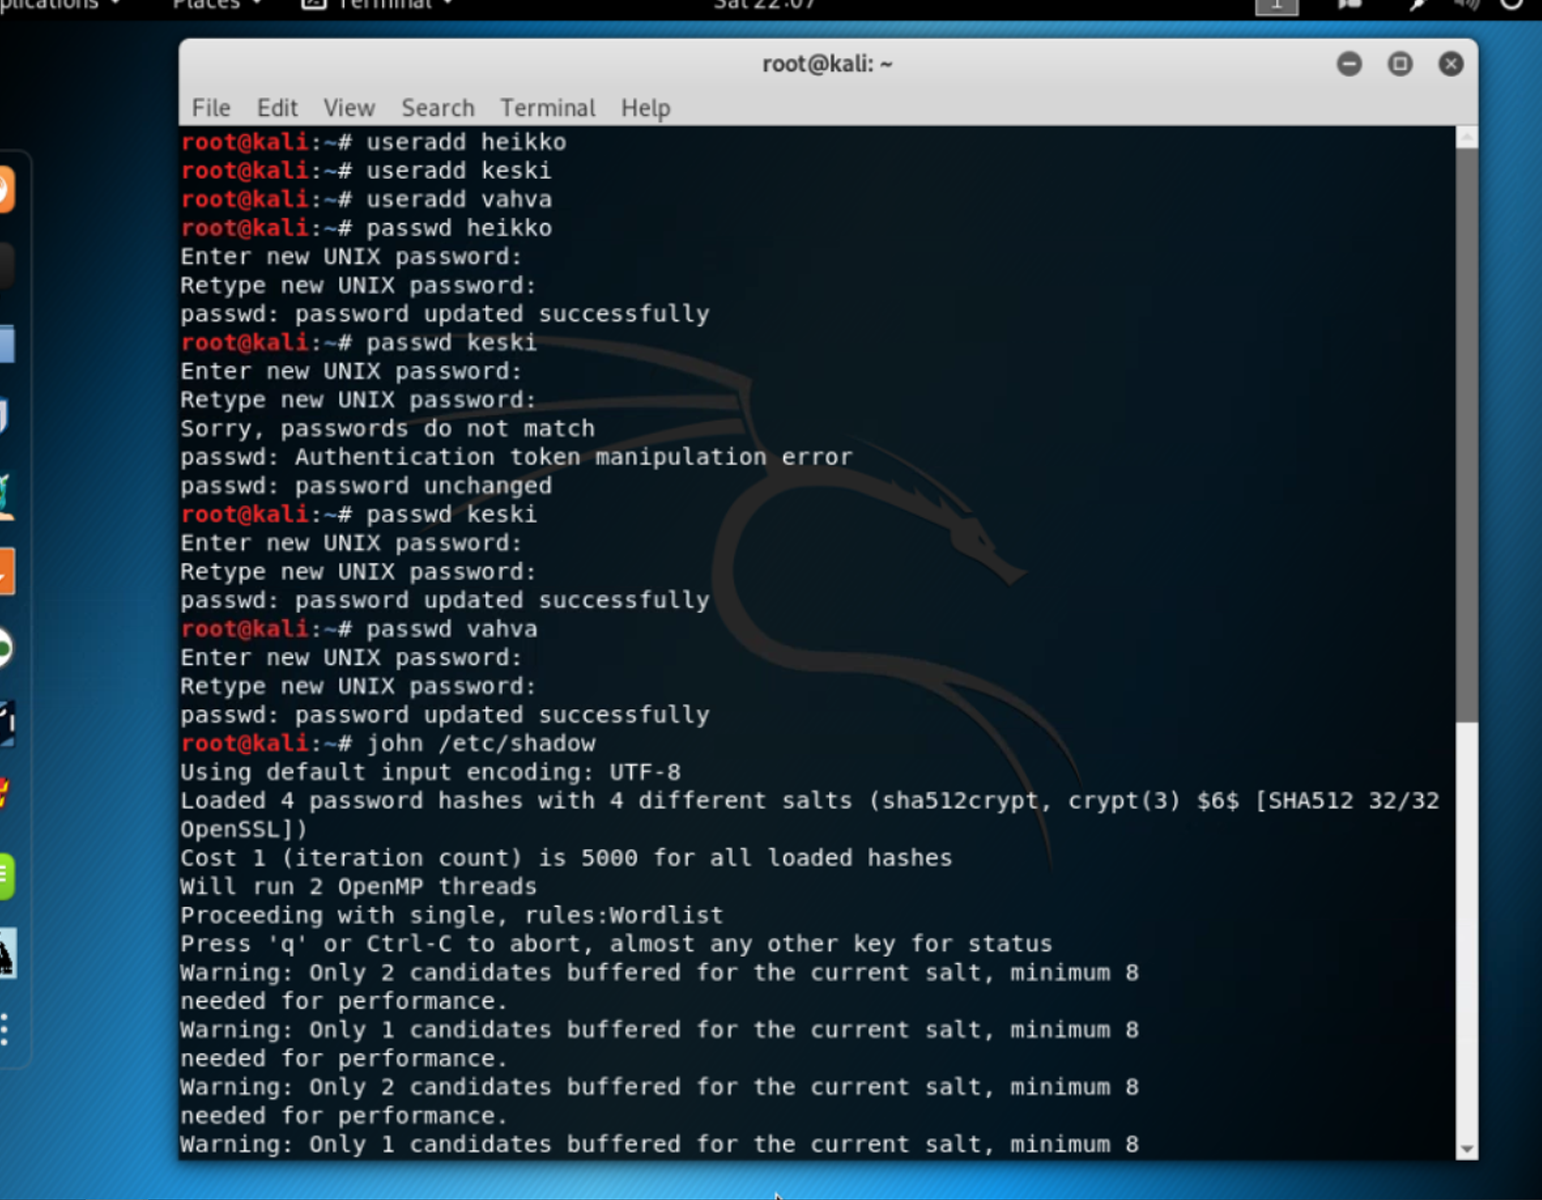 Places
Terminal
Sat 22:07
1
root@kali: ~
File Edit View Search Terminal Help
root@kali:~# useradd heikko
root@kali:~# useradd keski
root@kali:~# useradd vahva
root@kali:~# passwd heikko
Enter new UNIX password:
Retype new UNIX password:
passwd: password updated successfully
root@kali:~# passwd keski
Enter new UNIX password:
Retype new UNIX password:
Sorry, passwords do not match
passwd: Authentication token manipulation error
passwd: password unchanged
root@kali:~# passwd keski
Enter new UNIX password:
Retype new UNIX password:
passwd: password updated successfully
root@kali:~# passwd vahva
Enter new UNIX password:
Retype new UNIX password:
passwd: password updated successfully
root@kali:~# john /etc/shadow
Using default input encoding: UTF-8
Loaded 4 password hashes with 4 different salts (sha512crypt, crypt(3) $6$ [SHA512 32/32
OpenSSL])
Cost 1 (iteration count) is 5000 for all loaded hashes
Will run 2 OpenMP threads
Proceeding with single, rules:Wordlist
Press 'q' or Ctrl-C to abort, almost any other key for status
Warning: Only 2 candidates buffered for the current salt, minimum 8
needed for performance.
Warning: Only 1 candidates buffered for the current salt, minimum 8
needed for performance.
Warning: Only 2 candidates buffered for the current salt, minimum 8
needed for performance.
Warning: Only 1 candidates buffered for the current salt, minimum 8